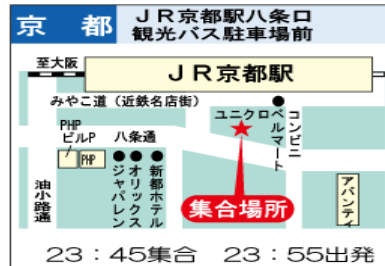 京都
JR京都駅八条口
観光バス駐車場前
至大阪
JR京都駅
みやこ道（近鉄名店街）
ユニクロ
ベルマート
コンビニ
PHP
ビルP
八条通
PHP
ジャパレン
オリックス
新都ホテル
油小路通
集合場所
アバンティ
23：45集合 23：55出発